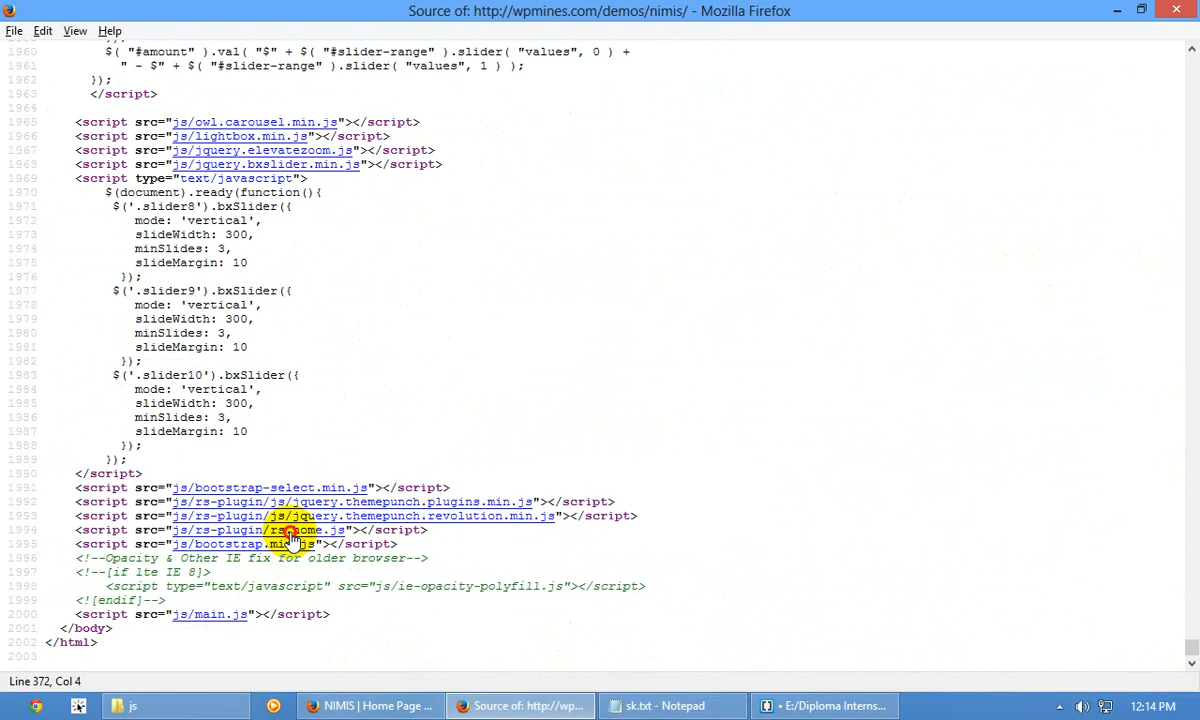 Source of: http://wpmines.com/demos/nimis/ - Mozilla Firefox
File Edit View Help
1960 $( "#amount" ).val( "$" + $( "#slider-range" ).slider( "values", 0 ) +
1961 " - $" + $( "#slider-range" ).slider( "values", 1 ) );
1962 });
1963 </script>
1964
1965 <script src="js/owl.carousel.min.js"></script>
1966 <script src="js/lightbox.min.js"></script>
1967 <script src="js/jquery.elevatezoom.js"></script>
1968 <script src="js/jquery.bxslider.min.js"></script>
1969 <script type="text/javascript">
1970 $(document).ready(function(){
1971 $('.slider8').bxSlider({
1972 mode: 'vertical',
1973 slideWidth: 300,
1974 minSlides: 3,
1975 slideMargin: 10
1976 });
1977 $('.slider9').bxSlider({
1978 mode: 'vertical',
1979 slideWidth: 300,
1980 minSlides: 3,
1981 slideMargin: 10
1982 });
1983 $('.slider10').bxSlider({
1984 mode: 'vertical',
1985 slideWidth: 300,
1986 minSlides: 3,
1987 slideMargin: 10
1988 });
1989 });
1990 </script>
1991 <script src="js/bootstrap-select.min.js"></script>
1992 <script src="js/rs-plugin/js/jquery.themepunch.plugins.min.js"></script>
1993 <script src="js/rs-plugin/js/jquery.themepunch.revolution.min.js"></script>
1994 <script src="js/rs-plugin/rs-home.js"></script>
1995 <script src="js/bootstrap.min.js"></script>
1996 <!--Opacity & Other IE fix for older browser-->
1997 <!--[if lte IE 8]>
1998 <script type="text/javascript" src="js/ie-opacity-polyfill.js"></script>
1999 <![endif]-->
2000 <script src="js/main.js"></script>
2001 </body>
2002 </html>
2003
Line 372, Col 4
js
NIMIS | Home Page ...
Source of: http://wp...
sk.txt - Notepad
• E:/Diploma Interns...
12:14 PM